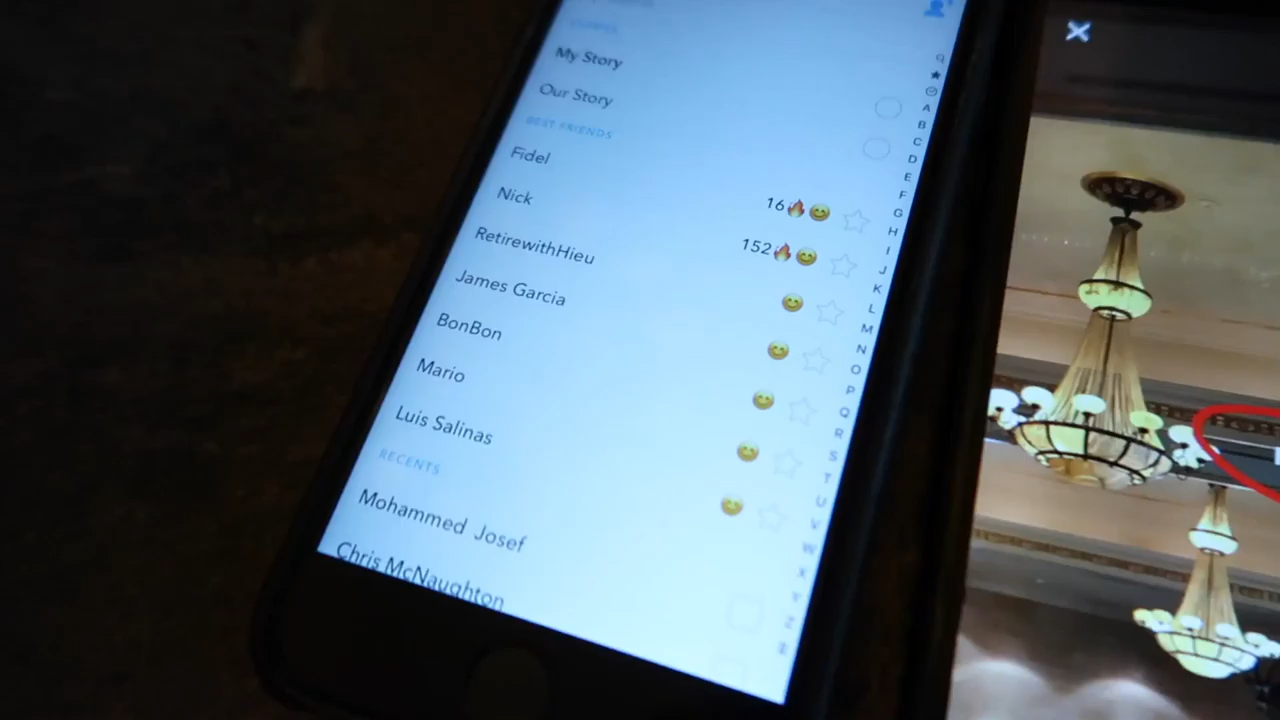 My Story
Our Story
BEST FRIENDS
Fidel
16🔥😊
Nick
152🔥😊
RetirewithHieu
😊
James Garcia
😊
BonBon
😊
Mario
😊
Luis Salinas
😊
RECENTS
Mohammed Josef
Chris McNaughton
A
B
C
D
E
F
G
H
I
J
K
L
M
N
O
P
Q
R
S
T
U
V
W
X
Y
Z